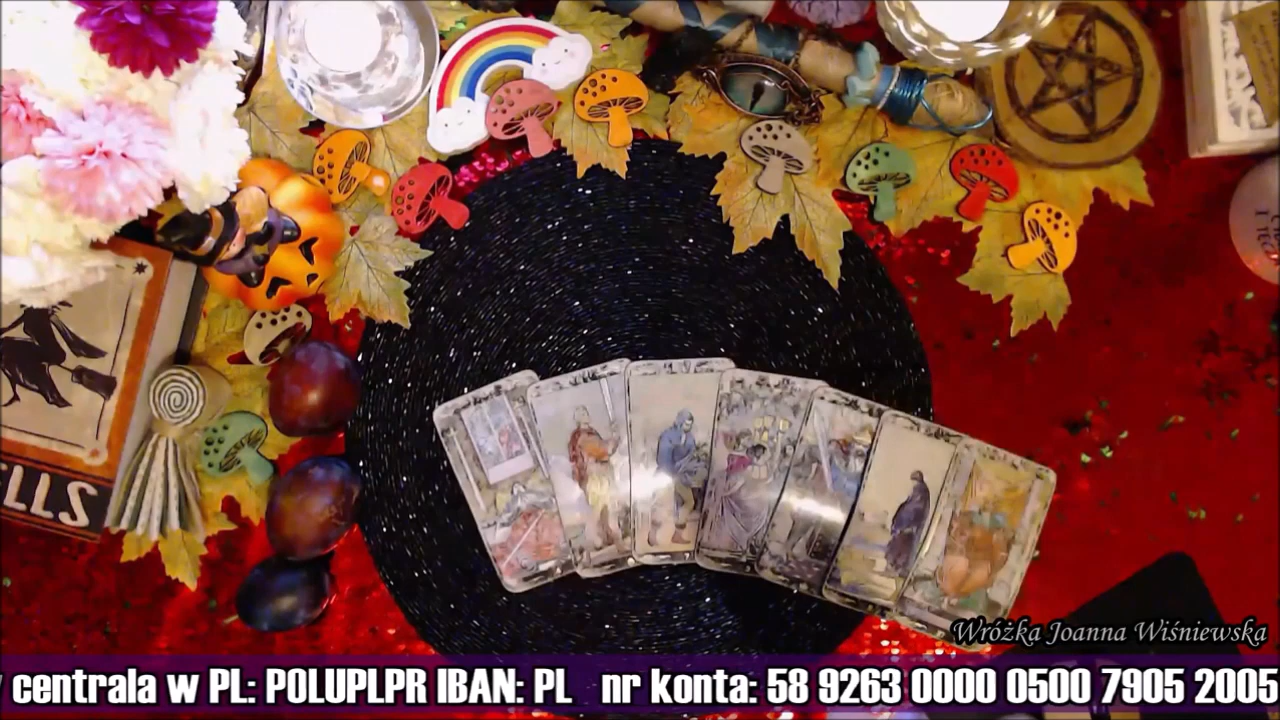 ELLS
Wróżka Joanna Wiśniewska
centrala w PL: POLUPLPR IBAN: PL nr konta: 58 9263 0000 0500 7905 2005